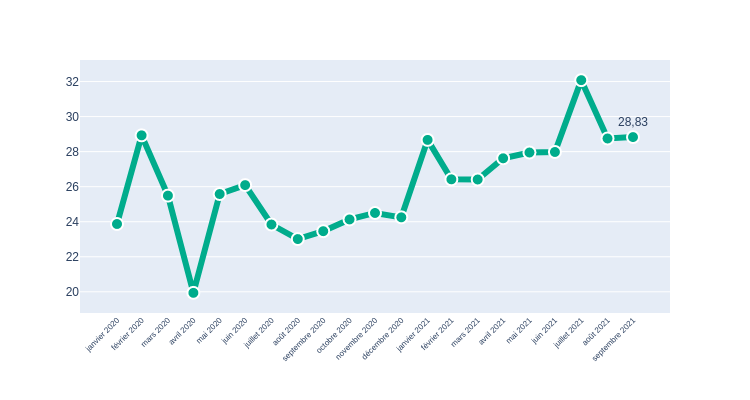 32
30
28
26
24
22
20
28,83
janvier 2020
février 2020
mars 2020
avril 2020
mai 2020
juin 2020
juillet 2020
août 2020
septembre 2020
octobre 2020
novembre 2020
décembre 2020
janvier 2021
février 2021
mars 2021
avril 2021
mai 2021
juin 2021
juillet 2021
août 2021
septembre 2021